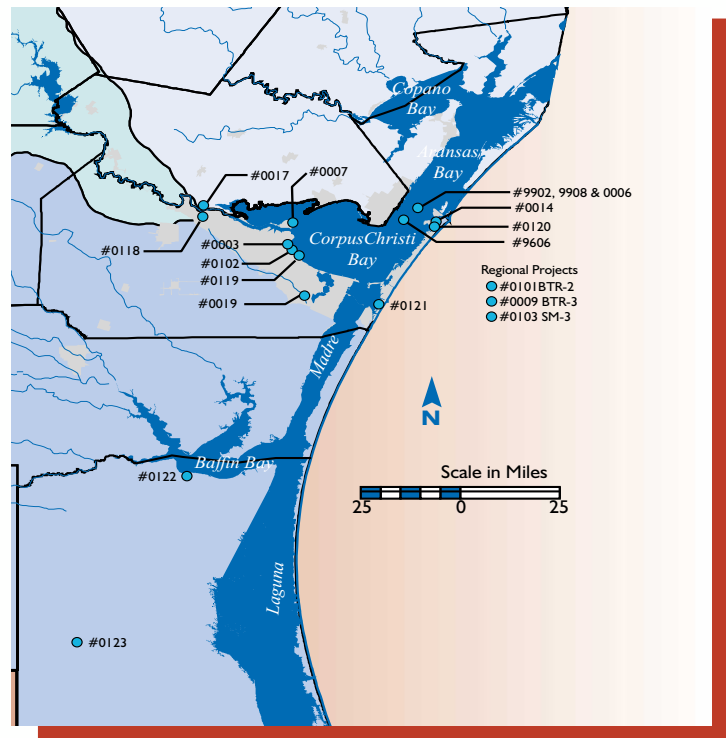 Copano
Bay
Aransas
Bay
#0017
#0007
#9902, 9908 & 0006
#0014
#0120
#9606
#0118
#0003
#0102
#0119
#0019
CorpusChristi
Bay
Regional Projects
#0101BTR-2
#0009 BTR-3
#0103 SM-3
#0121
Madre
N
Baffin Bay
#0122
Scale in Miles
25 0 25
Laguna
#0123